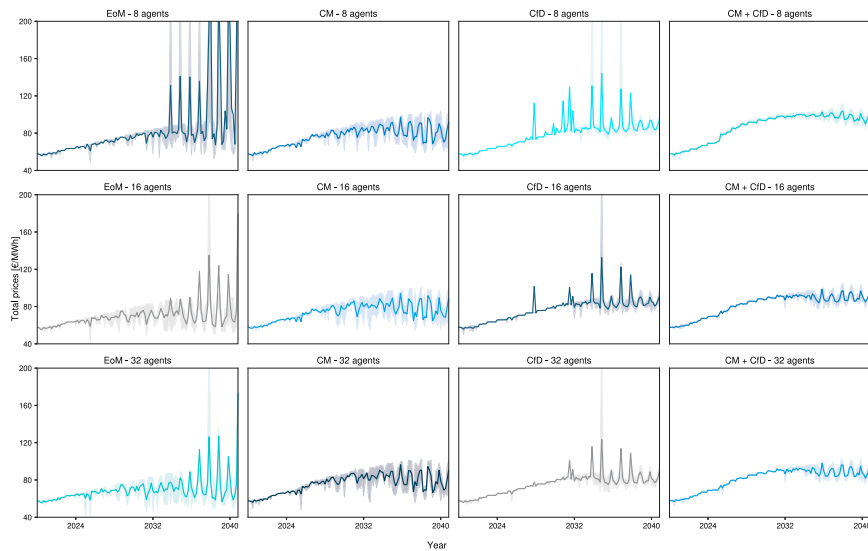 EoM - 8 agents
CM - 8 agents
CfD - 8 agents
CM + CfD - 8 agents
200
160
120
80
40
EoM - 16 agents
CM - 16 agents
CfD - 16 agents
CM + CfD - 16 agents
200
160
120
80
40
Total prices [€/MWh]
EoM - 32 agents
CM - 32 agents
CfD - 32 agents
CM + CfD - 32 agents
200
160
120
80
40
2024 2032 2040 2024 2032 2040 2024 2032 2040 2024 2032 2040
Year